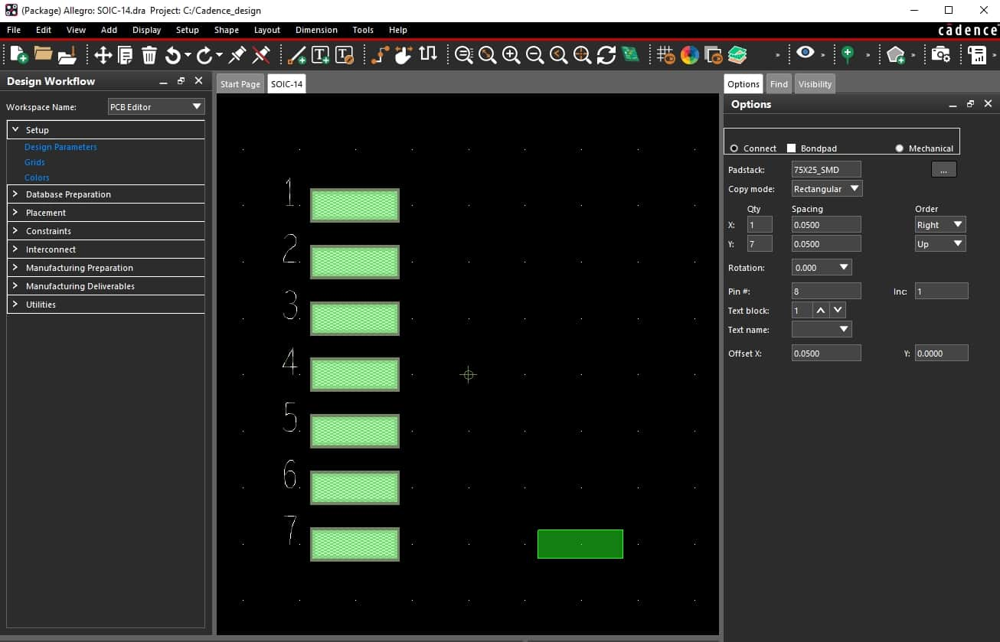 (Package) Allegro: SOIC-14.dra Project: C:/Cadence_design
File Edit View Add Display Setup Shape Layout Dimension Tools Help
cādence
Design Workflow
Start Page SOIC-14
Options Find Visibility
Options
Workspace Name: PCB Editor
Setup
Design Parameters
Grids
Colors
Database Preparation
Placement
Constraints
Interconnect
Manufacturing Preparation
Manufacturing Deliverables
Utilities
1
2
3
4
5
6
7
Connect Bondpad Mechanical
Padstack: 75X25_SMD ...
Copy mode: Rectangular
Qty Spacing Order
X: 1 0.0500 Right
Y: 7 0.0500 Up
Rotation: 0.000
Pin #: 8 Inc: 1
Text block: 1
Text name:
Offset X: 0.0500 Y: 0.0000